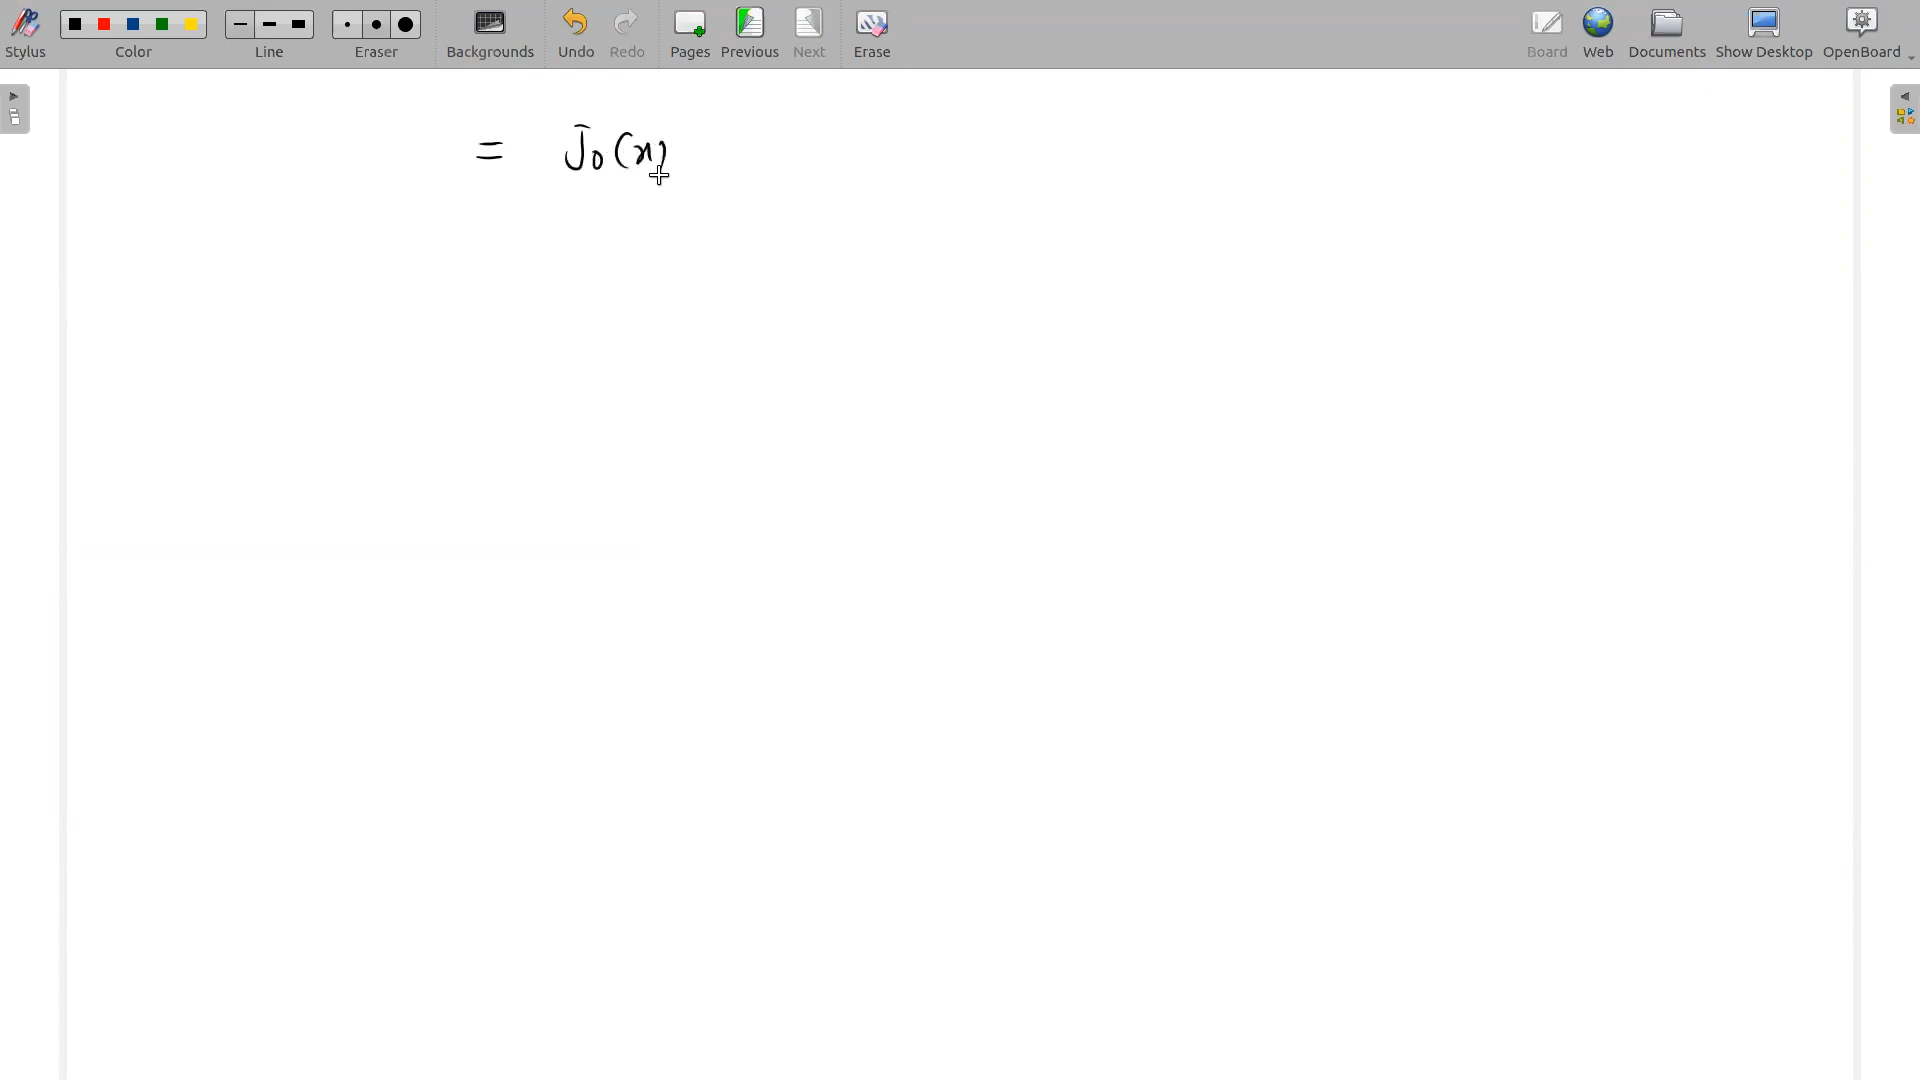 Stylus Color Line Eraser Backgrounds Undo Redo Pages Previous Next Erase Board Web Documents Show Desktop OpenBoard
= J₀(x)